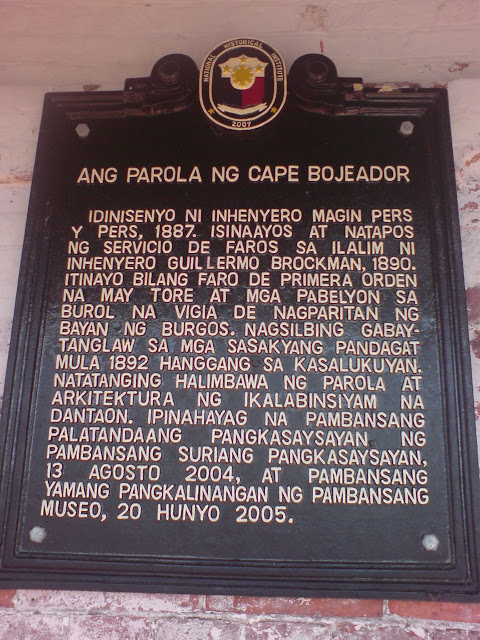 NATIONAL HISTORICAL INSTITUTE
2007
ANG PAROLA NG CAPE BOJEADOR
IDINISENYO NI INHENYERO MAGIN PERS
Y PERS, 1887. ISINAAYOS AT NATAPOS
NG SERVICIO DE FAROS SA ILALIM NI
INHENYERO GUILLERMO BROCKMAN, 1890.
ITINAYO BILANG FARO DE PRIMERA ORDEN
NA MAY TORE AT MGA PABELYON SA
BUROL NA VIGIA DE NAGPARITAN NG
BAYAN NG BURGOS. NAGSILBING GABAY-
TANGLAW SA MGA SASAKYANG PANDAGAT
MULA 1892 HANGGANG SA KASALUKUYAN.
NATATANGING HALIMBAWA NG PAROLA AT
ARKITEKTURA NG IKALABINSIYAM NA
DANTAON. IPINAHAYAG NA PAMBANSANG
PALATANDAANG PANGKASAYSAYAN NG
PAMBANSANG SURIANG PANGKASAYSAYAN,
13 AGOSTO 2004, AT PAMBANSANG
YAMANG PANGKALINANGAN NG PAMBANSANG
MUSEO, 20 HUNYO 2005.